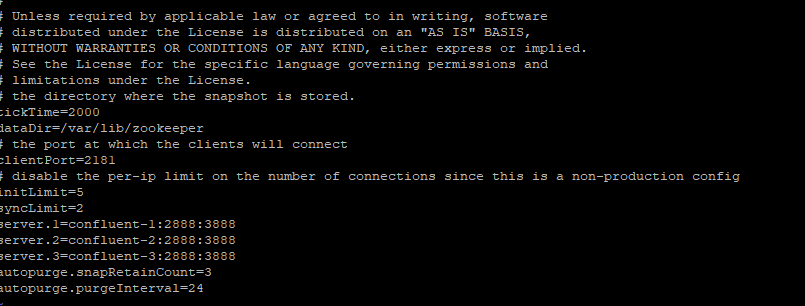 #
# Unless required by applicable law or agreed to in writing, software
# distributed under the License is distributed on an "AS IS" BASIS,
# WITHOUT WARRANTIES OR CONDITIONS OF ANY KIND, either express or implied.
# See the License for the specific language governing permissions and
# limitations under the License.
# the directory where the snapshot is stored.
tickTime=2000
dataDir=/var/lib/zookeeper
# the port at which the clients will connect
clientPort=2181
# disable the per-ip limit on the number of connections since this is a non-production config
initLimit=5
syncLimit=2
server.1=confluent-1:2888:3888
server.2=confluent-2:2888:3888
server.3=confluent-3:2888:3888
autopurge.snapRetainCount=3
autopurge.purgeInterval=24
~